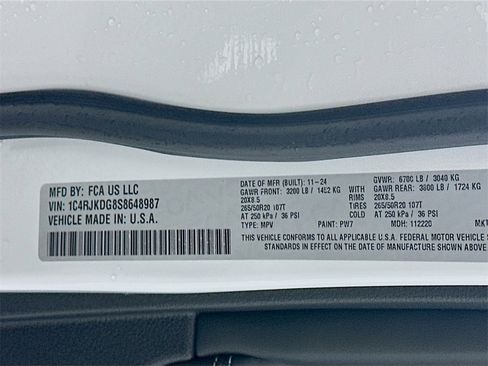 MFD BY: FCA US LLC
VIN: 1C4RJKDG8S8648987
VEHICLE MADE IN U.S.A.
DATE OF MFR (BUILT): 11-24
GAWR FRONT: 3200 LB / 1452 KG
20X8.5
265/50R20 107T
AT 250 kPa / 36 PSI
TYPE: MPV PAINT: PW7
GVWR: 6700 LB / 3040 KG
WITH GAWR REAR: 3800 LB / 1724 KG
RIMS 20X8.5
TIRES 265/50R20 107T
COLD AT 250 kPa / 36 PSI
MDH: 112220 MKT
THIS VEHICLE CONFORMS TO ALL APPLICABLE U.S.A. FEDERAL MOTOR VEHICLE
STANDARDS IN EFFECT ON THE DATE OF MANUFACTURE SHOWN ABOVE.